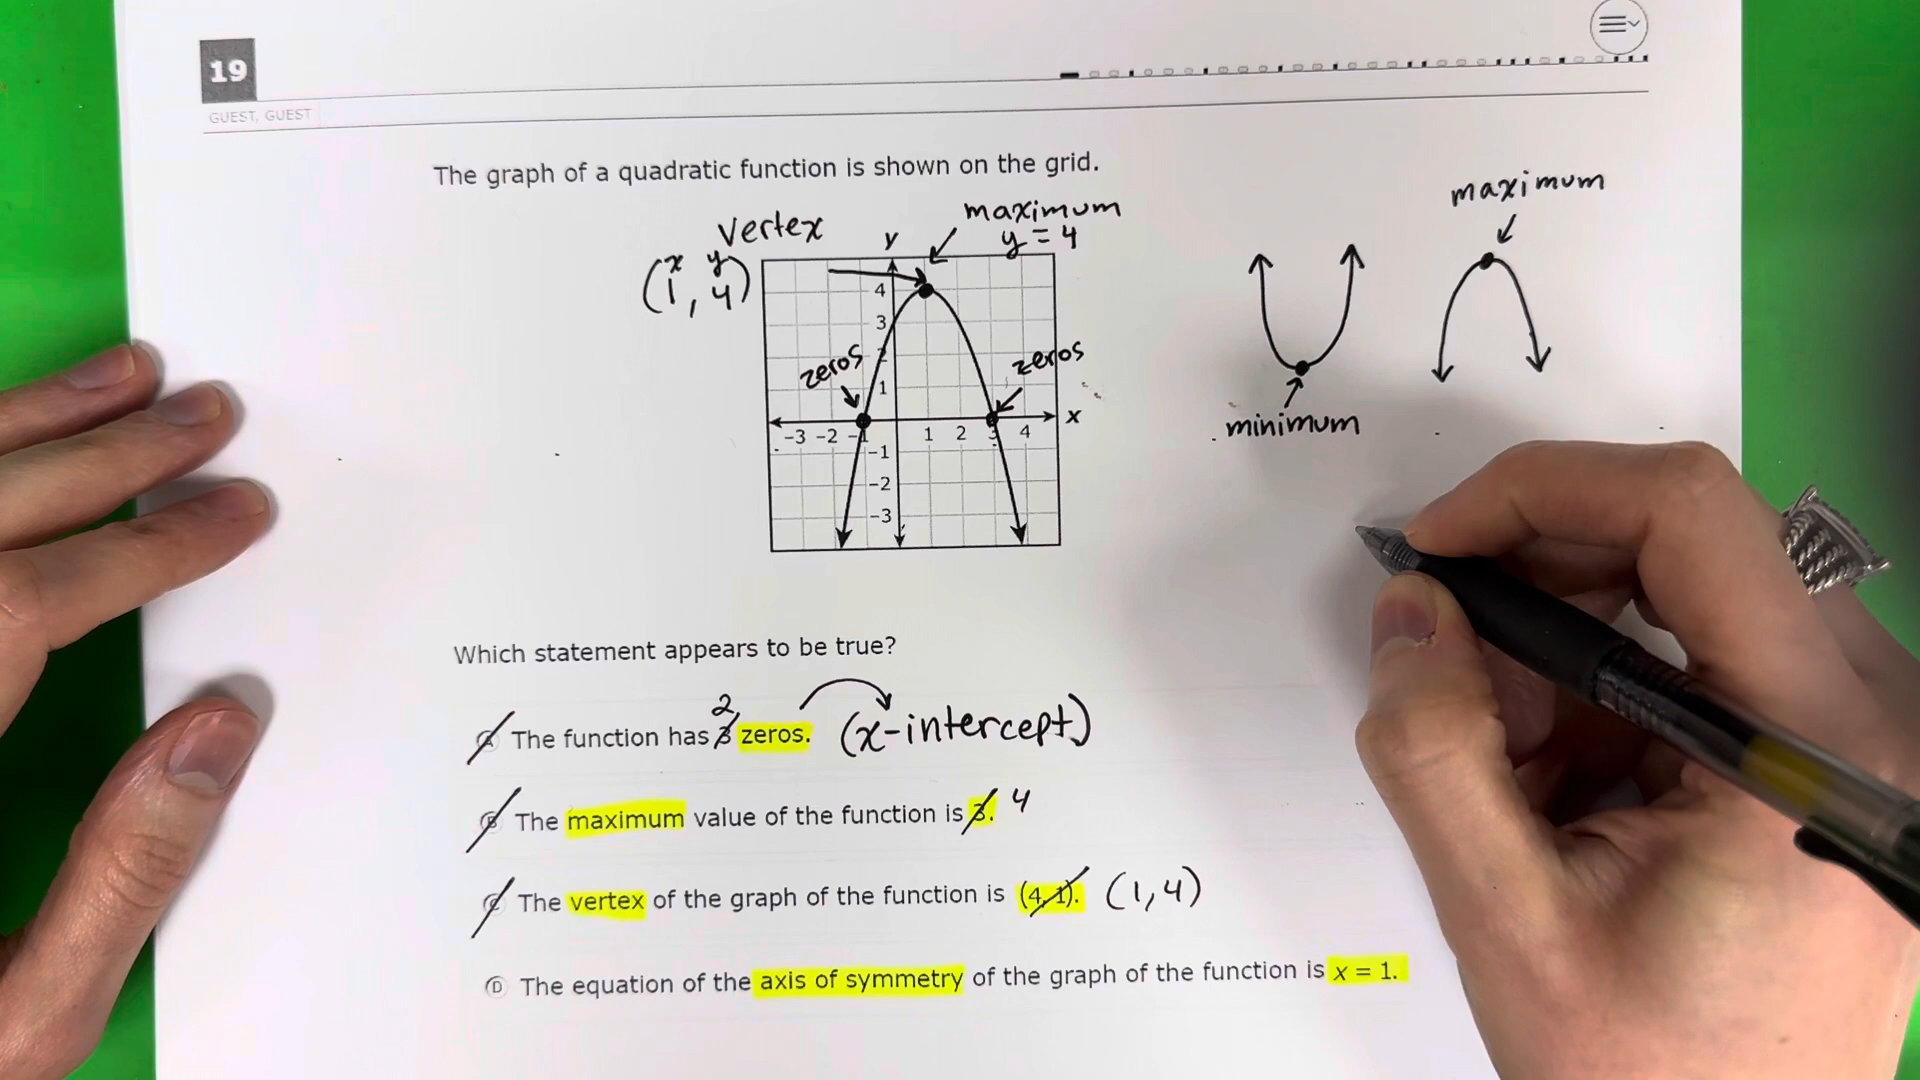 19
GUEST, GUEST
The graph of a quadratic function is shown on the grid.
maximum
vertex
maximum
y = 4
x y
(1, 4)
y
4
3
2
1
zeros
zeros
x
-3 -2 -1 1 2 3 4
-1
-2
-3
minimum
Which statement appears to be true?
2
A The function has 3 zeros. (x-intercept)
B The maximum value of the function is 3. 4
C The vertex of the graph of the function is (4, 1). (1, 4)
D The equation of the axis of symmetry of the graph of the function is x = 1.